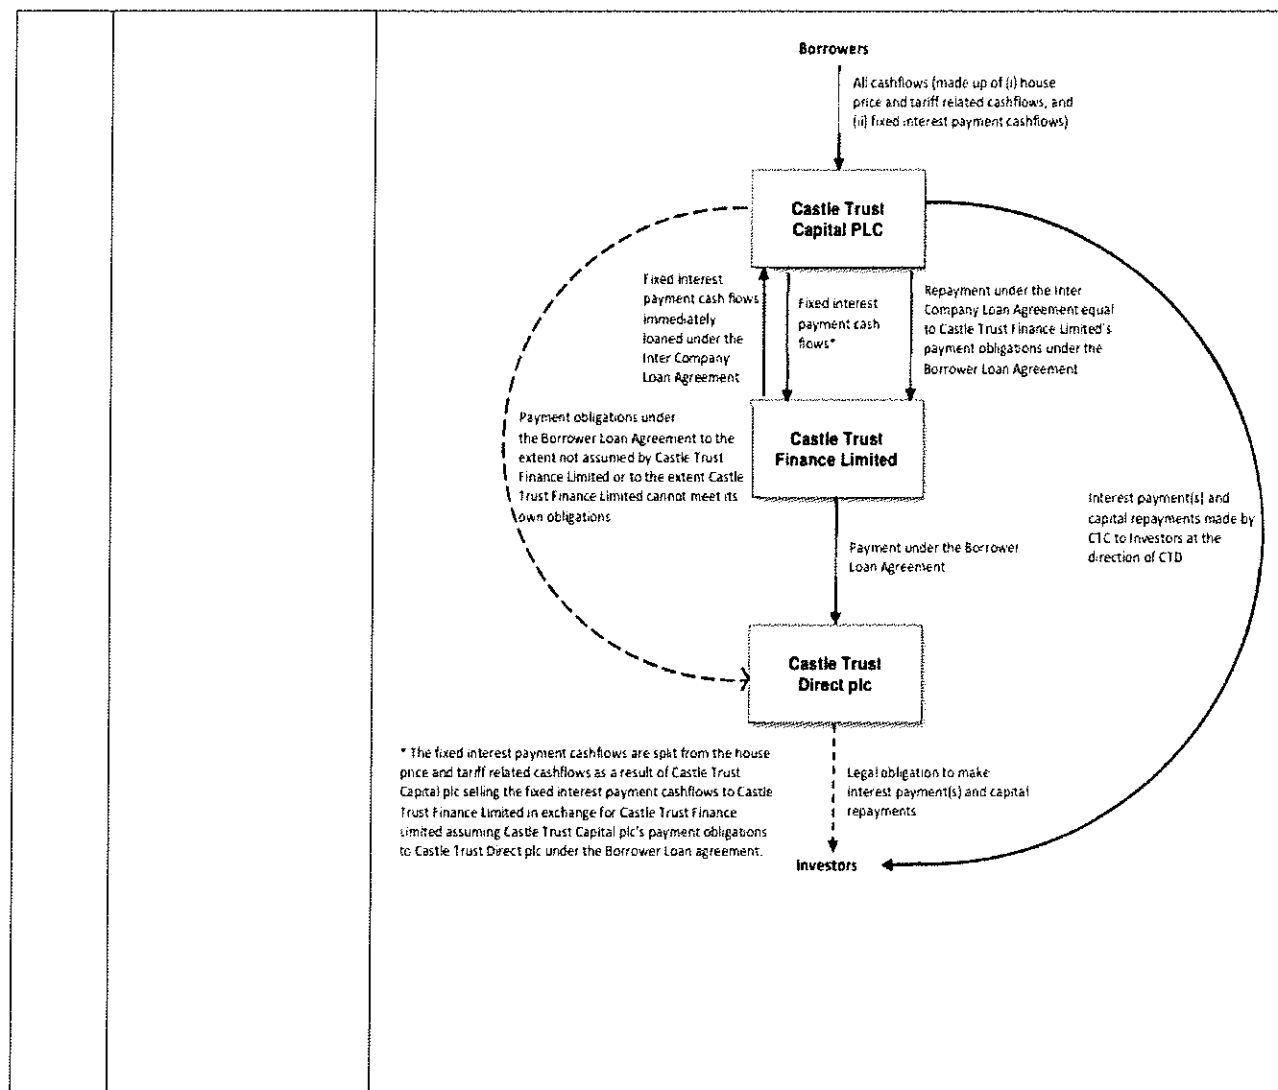 Borrowers
All cashflows (made up of (i) house
price and tariff related cashflows, and
(ii) fixed interest payment cashflows)
Castle Trust
Capital PLC
Fixed interest
payment cash flows
immediately
loaned under the
Inter Company
Loan Agreement
Fixed interest
payment cash
flows*
Repayment under the Inter
Company Loan Agreement equal
to Castle Trust Finance Limited's
payment obligations under the
Borrower Loan Agreement
Payment obligations under
the Borrower Loan Agreement to the
extent not assumed by Castle Trust
Finance Limited or to the extent Castle
Trust Finance Limited cannot meet its
own obligations
Castle Trust
Finance Limited
Interest payment(s) and
capital repayments made by
CTC to Investors at the
direction of CTD
Payment under the Borrower
Loan Agreement
Castle Trust
Direct plc
* The fixed interest payment cashflows are split from the house
price and tariff related cashflows as a result of Castle Trust
Capital plc selling the fixed interest payment cashflows to Castle
Trust Finance Limited in exchange for Castle Trust Finance
Limited assuming Castle Trust Capital plc's payment obligations
to Castle Trust Direct plc under the Borrower Loan agreement.
Legal obligation to make
interest payment(s) and capital
repayments
Investors